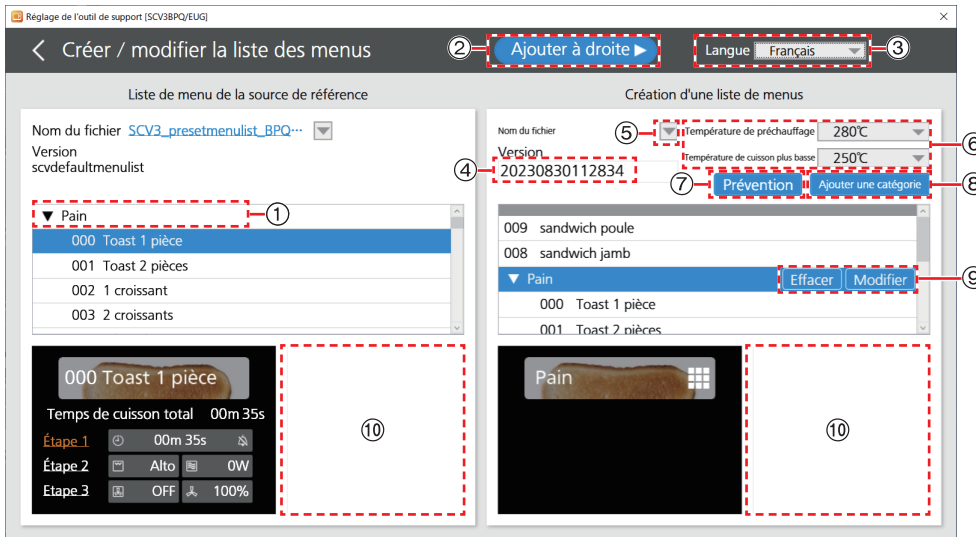 Réglage de l'outil de support [SCV3BPQ/EUG]
Créer / modifier la liste des menus
②
Ajouter à droite ▶
Langue Français
③
Liste de menu de la source de référence
Création d'une liste de menus
Nom du fichier SCV3_presetmenulist_BPQ…
Version
scvdefaultmenulist
Nom du fichier
⑤
Température de préchauffage 280℃
⑥
Version
Température de cuisson plus basse 250℃
④
20230830112834
⑦
Prévention
Ajouter une catégorie
⑧
▼ Pain
①
000 Toast 1 pièce
001 Toast 2 pièces
002 1 croissant
003 2 croissants
009 sandwich poule
008 sandwich jamb
▼ Pain
Effacer
Modifier
⑨
000 Toast 1 pièce
001 Toast 2 pièces
000 Toast 1 pièce
Temps de cuisson total 00m 35s
Étape 1 00m 35s
Étape 2 Alto 0W
Etape 3 OFF 100%
⑩
Pain
⑩